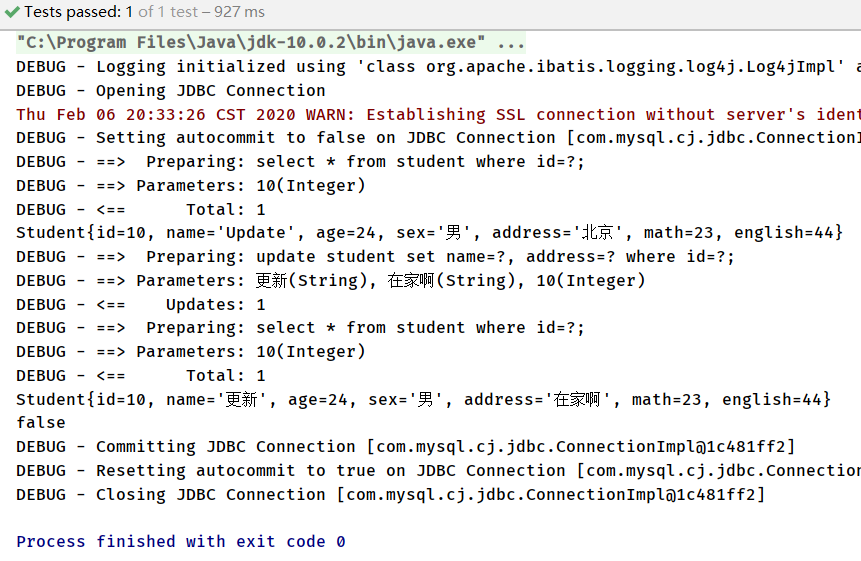 Tests passed: 1 of 1 test – 927 ms
"C:\Program Files\Java\jdk-10.0.2\bin\java.exe" ...
DEBUG - Logging initialized using 'class org.apache.ibatis.logging.log4j.Log4jImpl' a
DEBUG - Opening JDBC Connection
Thu Feb 06 20:33:26 CST 2020 WARN: Establishing SSL connection without server's ident
DEBUG - Setting autocommit to false on JDBC Connection [com.mysql.cj.jdbc.ConnectionI
DEBUG - ==>  Preparing: select * from student where id=?;
DEBUG - ==> Parameters: 10(Integer)
DEBUG - <==      Total: 1
Student{id=10, name='Update', age=24, sex='男', address='北京', math=23, english=44}
DEBUG - ==>  Preparing: update student set name=?, address=? where id=?;
DEBUG - ==> Parameters: 更新(String), 在家啊(String), 10(Integer)
DEBUG - <==    Updates: 1
DEBUG - ==>  Preparing: select * from student where id=?;
DEBUG - ==> Parameters: 10(Integer)
DEBUG - <==      Total: 1
Student{id=10, name='更新', age=24, sex='男', address='在家啊', math=23, english=44}
false
DEBUG - Committing JDBC Connection [com.mysql.cj.jdbc.ConnectionImpl@1c481ff2]
DEBUG - Resetting autocommit to true on JDBC Connection [com.mysql.cj.jdbc.Connection
DEBUG - Closing JDBC Connection [com.mysql.cj.jdbc.ConnectionImpl@1c481ff2]
Process finished with exit code 0